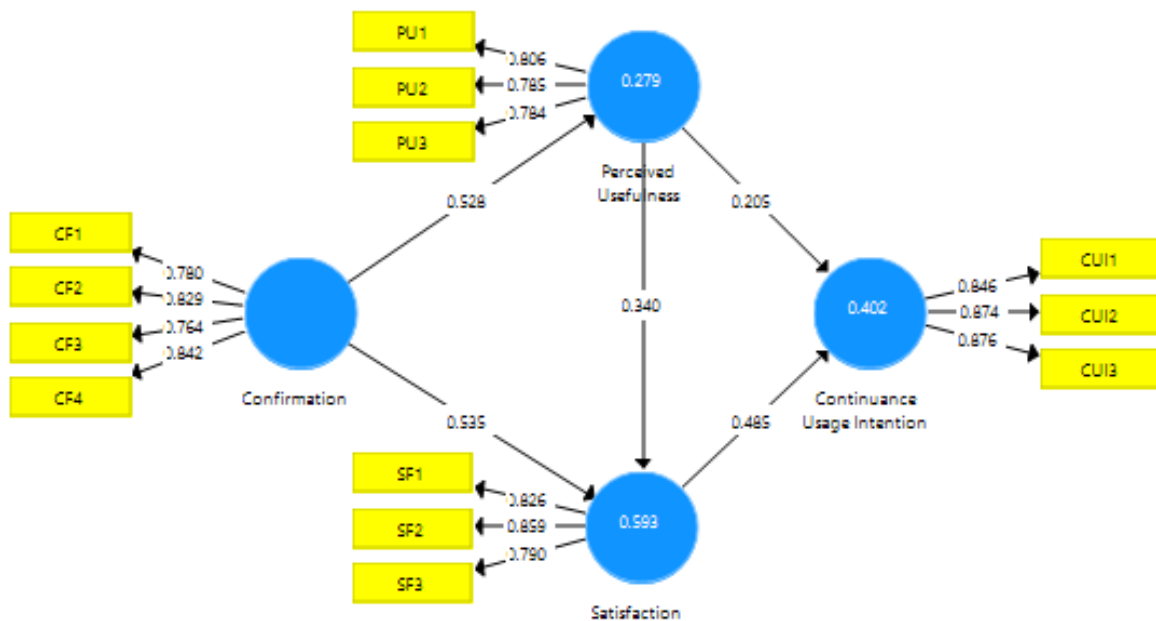 PU1
0.806
PU2
0.785
PU3
0.784
0.279
Perceived
Usefulness
0.528
0.205
CF1
0.780
CF2
0.829
CF3
0.764
CF4
0.842
Confirmation
0.340
0.402
Continuance
Usage Intention
CUI1
0.846
CUI2
0.874
CUI3
0.876
0.535
0.485
SF1
0.826
SF2
0.859
SF3
0.790
0.593
Satisfaction